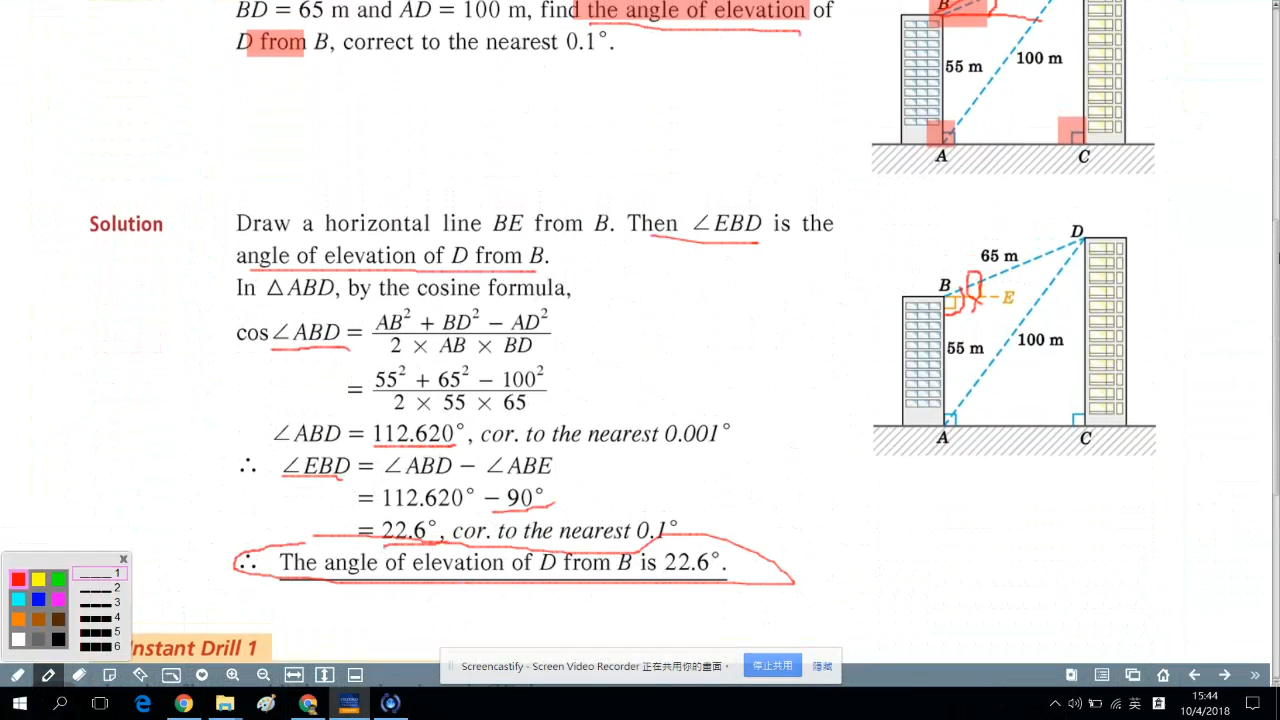 BD = 65 m and AD = 100 m, find the angle of elevation of
D from B, correct to the nearest 0.1°.
B
55 m
100 m
A
C
Solution
Draw a horizontal line BE from B. Then ∠EBD is the
angle of elevation of D from B.
In △ABD, by the cosine formula,
cos∠ABD = AB² + BD² − AD² / 2 × AB × BD
= 55² + 65² − 100² / 2 × 55 × 65
∠ABD = 112.620°, cor. to the nearest 0.001°
∴ ∠EBD = ∠ABD − ∠ABE
= 112.620° − 90°
= 22.6°, cor. to the nearest 0.1°
∴ The angle of elevation of D from B is 22.6°.
D
65 m
B
E
55 m
100 m
A
C
1
2
3
4
5
6
Instant Drill 1
Screencastify - Screen Video Recorder 正在共用你的畫面。
停止共用
隱藏
英
15:44
10/4/2018